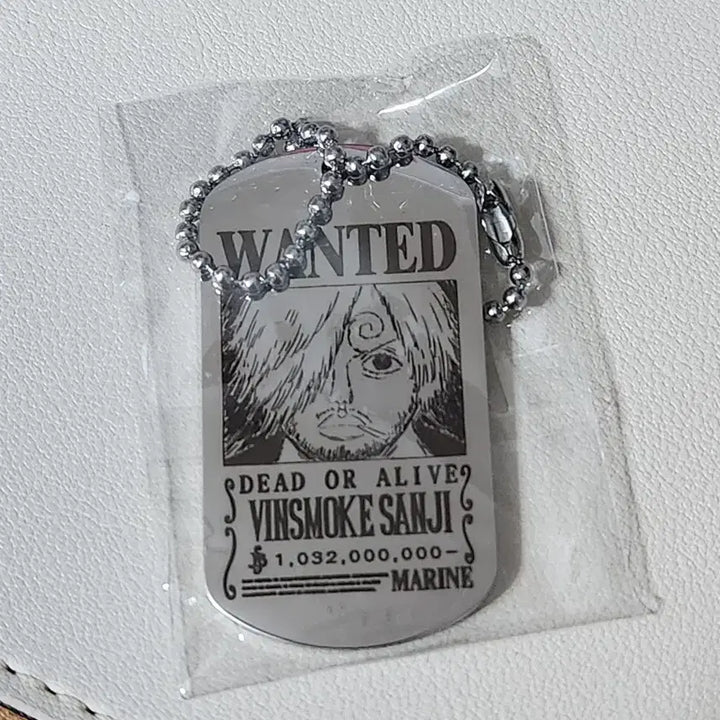 WANTED
DEAD OR ALIVE
VINSMOKE SANJI
1,032,000,000-
MARINE